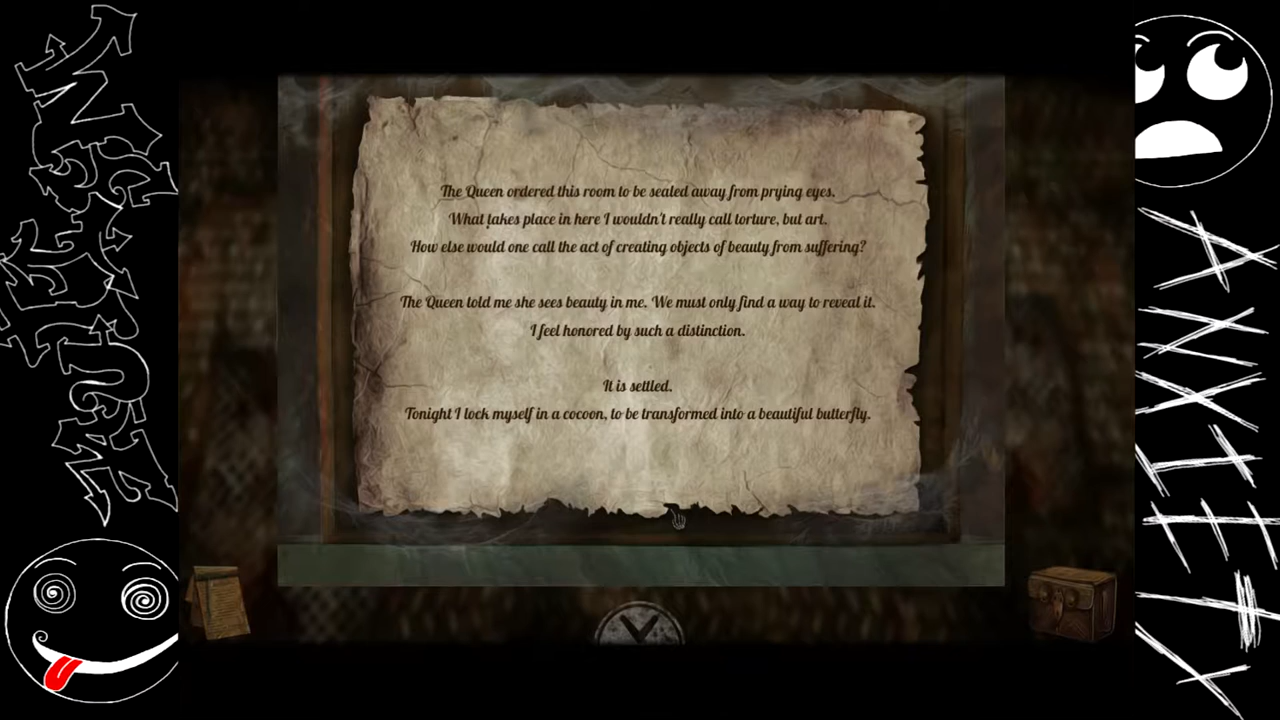 The Queen ordered this room to be sealed away from prying eyes.
What takes place in here I wouldn't really call torture, but art.
How else would one call the act of creating objects of beauty from suffering?
The Queen told me she sees beauty in me. We must only find a way to reveal it.
I feel honored by such a distinction.
It is settled.
Tonight I lock myself in a cocoon, to be transformed into a beautiful butterfly.
ANXIETY